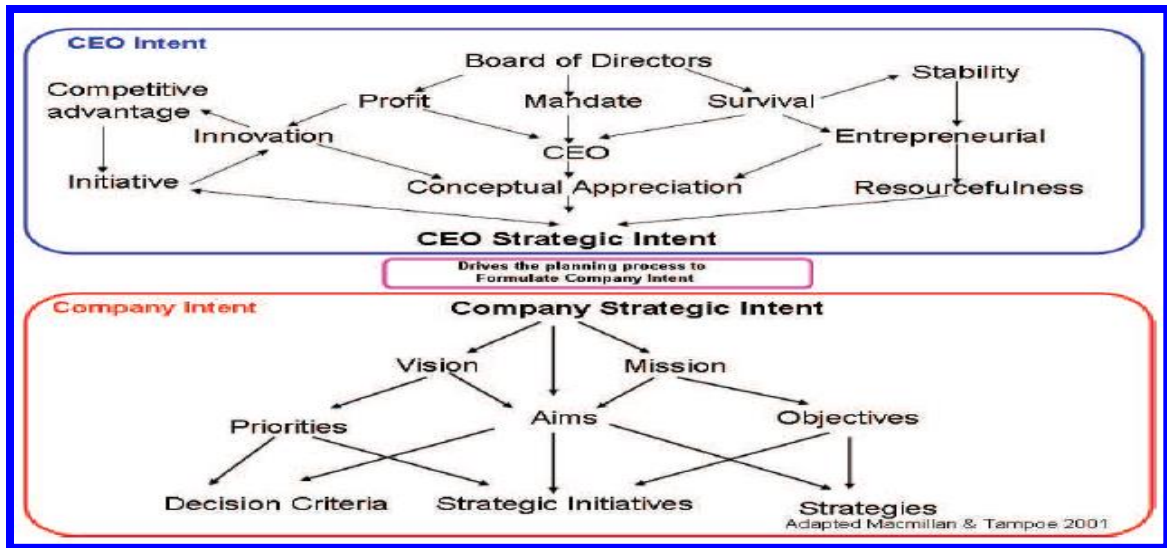 CEO Intent
Board of Directors
Stability
Competitive
advantage
Profit
Mandate
Survival
Innovation
CEO
Entrepreneurial
Initiative
Conceptual Appreciation
Resourcefulness
CEO Strategic Intent
Drives the planning process to
Formulate Company Intent
Company Intent
Company Strategic Intent
Vision
Mission
Priorities
Aims
Objectives
Decision Criteria
Strategic Initiatives
Strategies
Adapted Macmillan & Tampoe 2001